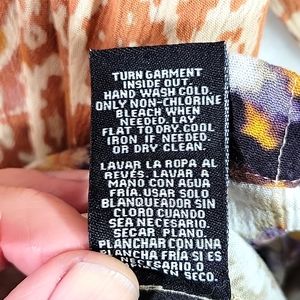 TURN GARMENT
INSIDE OUT.
HAND WASH COLD.
ONLY NON-CHLORINE
BLEACH WHEN
NEEDED. LAY
FLAT TO DRY. COOL
IRON IF NEEDED.
OR DRY CLEAN.
LAVAR LA ROPA AL
REVÉS. LAVAR A
MANO CON AGUA
FRÍA. USAR SOLO
BLANQUEADOR SIN
CLORO CUANDO
SEA NECESARIO.
SECAR PLANO.
PLANCHAR CON UNA
PLANCHA FRÍA SI ES
NECESARIO. O
EN SECO.